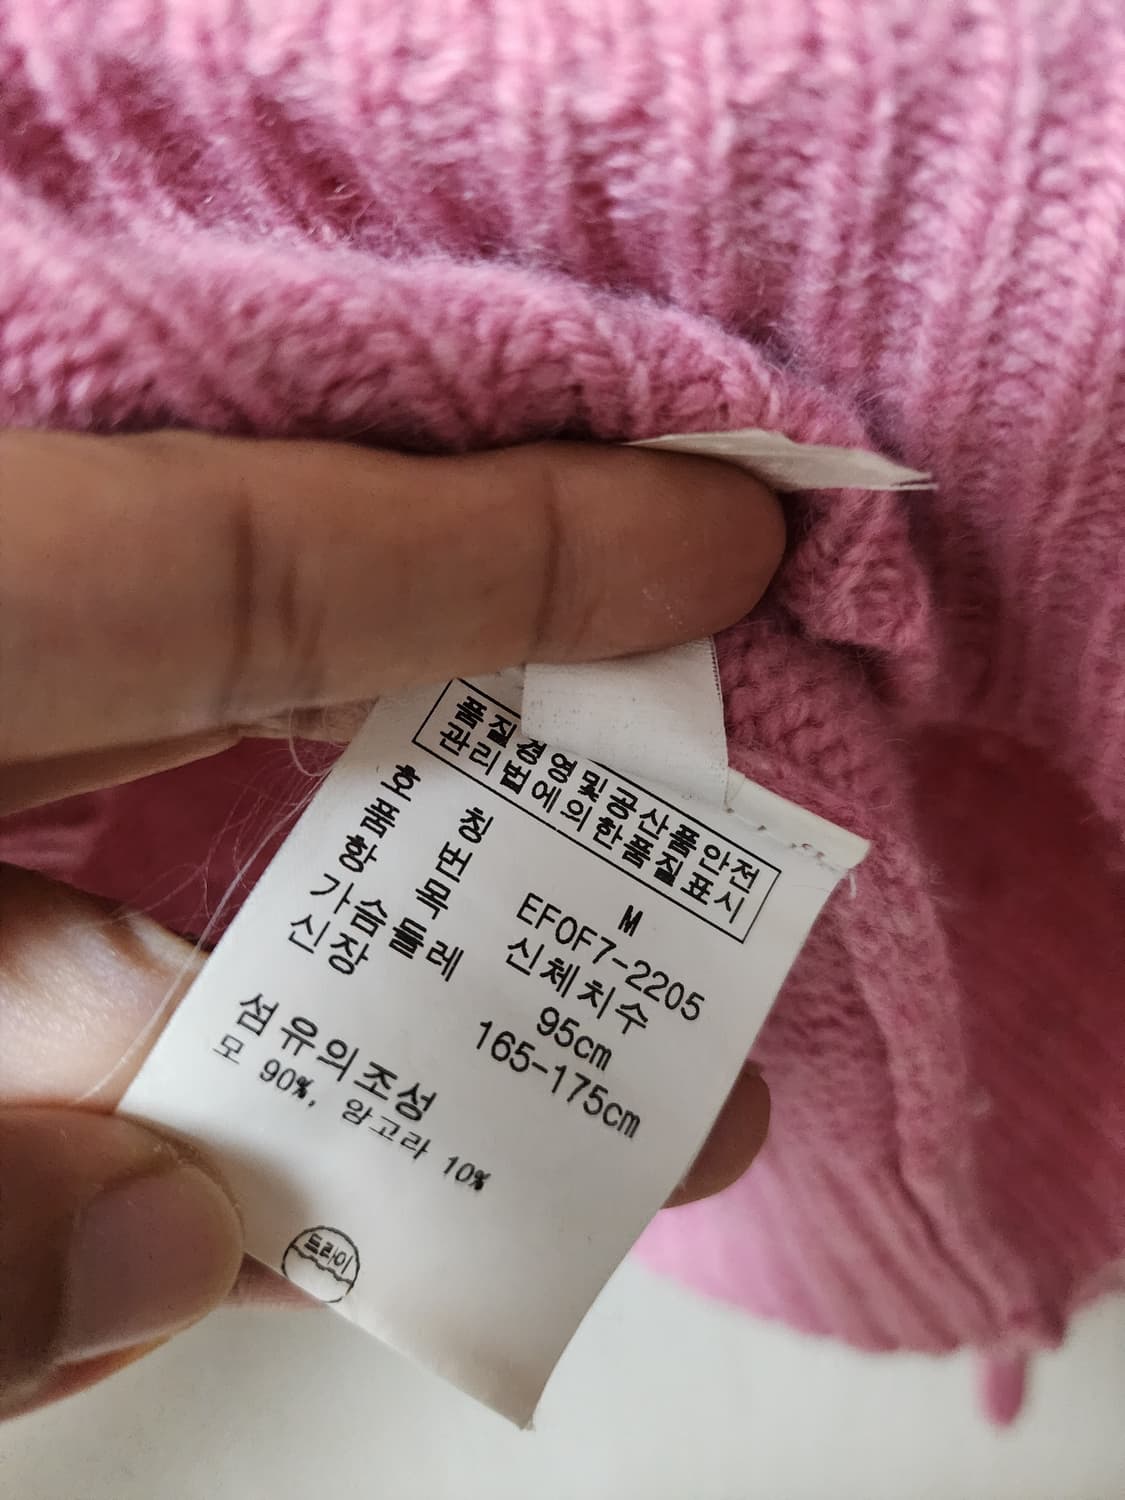 품질경영및공산품안전
관리법에의한품질표시
호 칭 M
품 번 EFOF7-2205
항 목 신체치수
가슴둘레 95cm
신장 165-175cm
섬유의조성
모 90%, 앙고라 10%
드라이